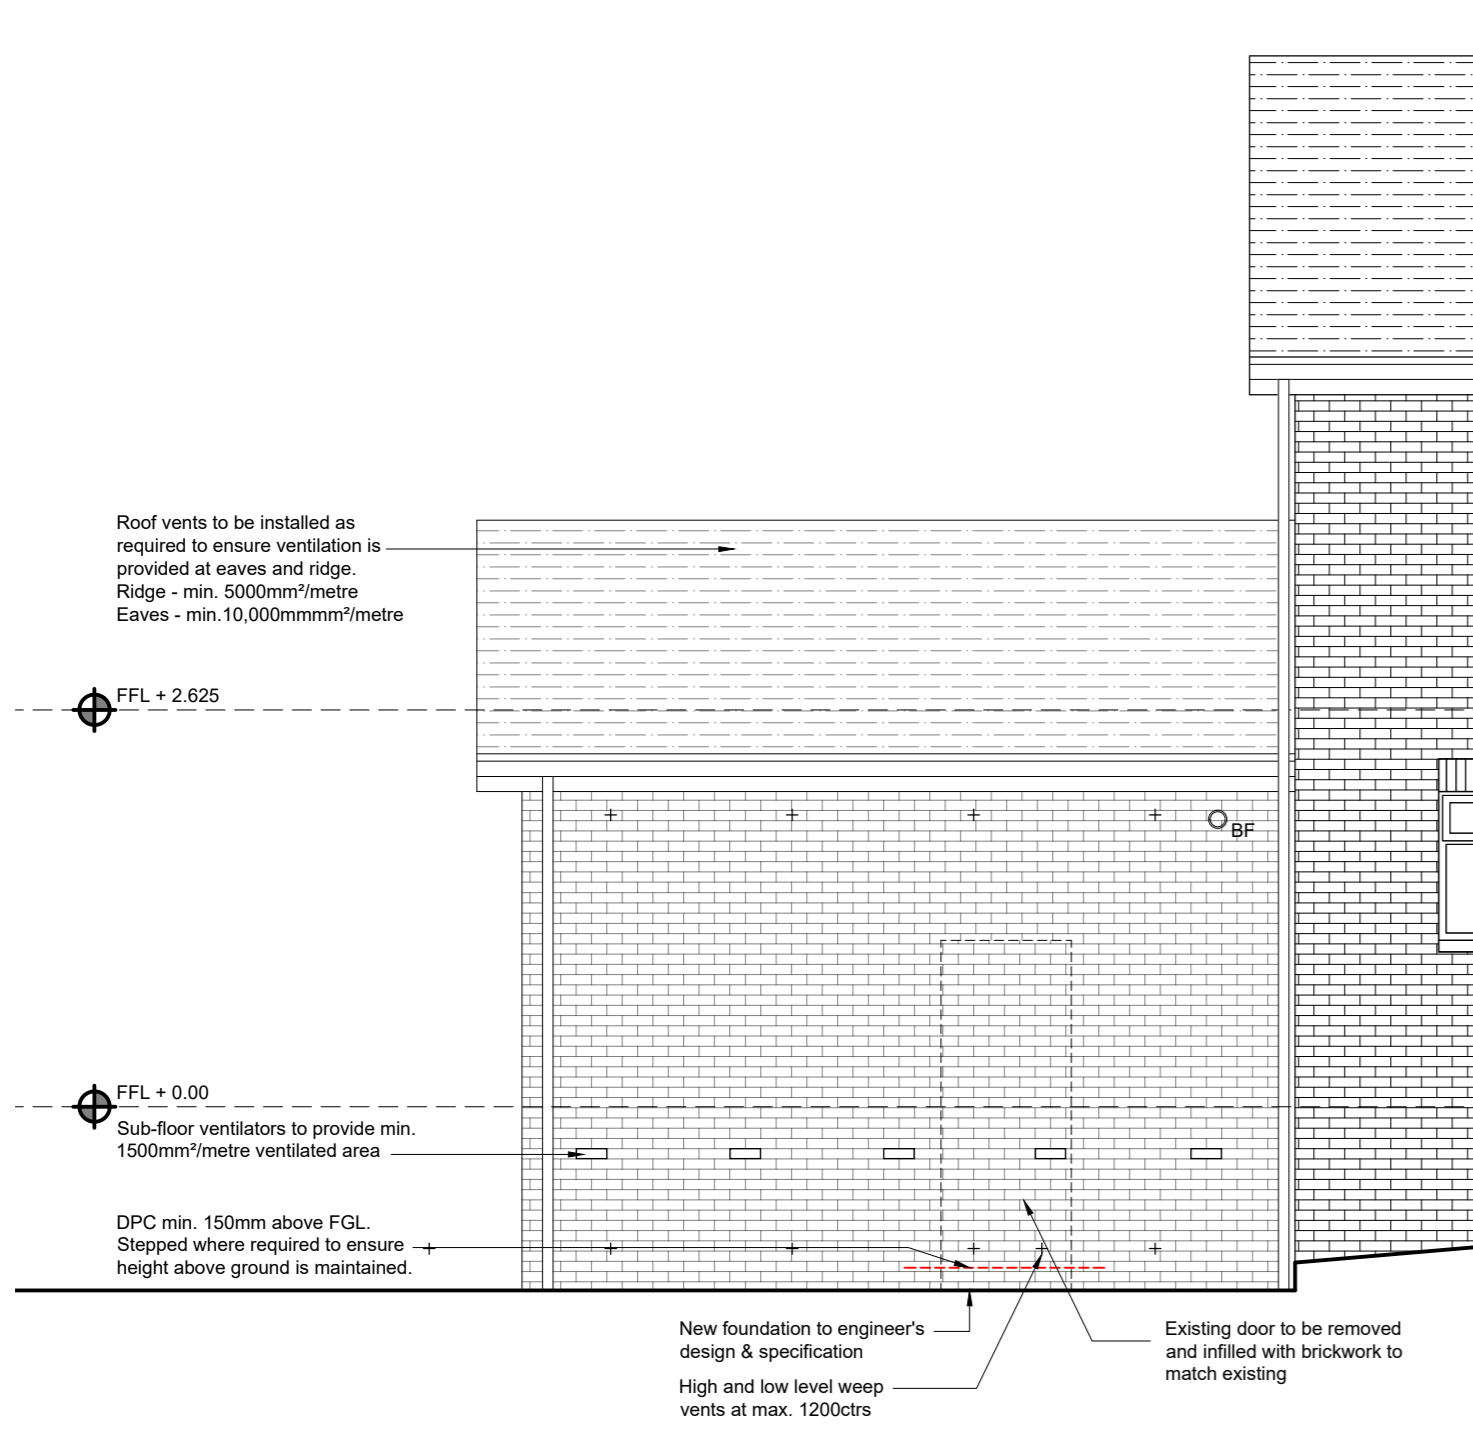 Roof vents to be installed as
required to ensure ventilation is
provided at eaves and ridge.
Ridge - min. 5000mm²/metre
Eaves - min.10,000mmmm²/metre
FFL + 2.625
BF
FFL + 0.00
Sub-floor ventilators to provide min.
1500mm²/metre ventilated area
DPC min. 150mm above FGL.
Stepped where required to ensure
height above ground is maintained.
New foundation to engineer's
design & specification
High and low level weep
vents at max. 1200ctrs
Existing door to be removed
and infilled with brickwork to
match existing